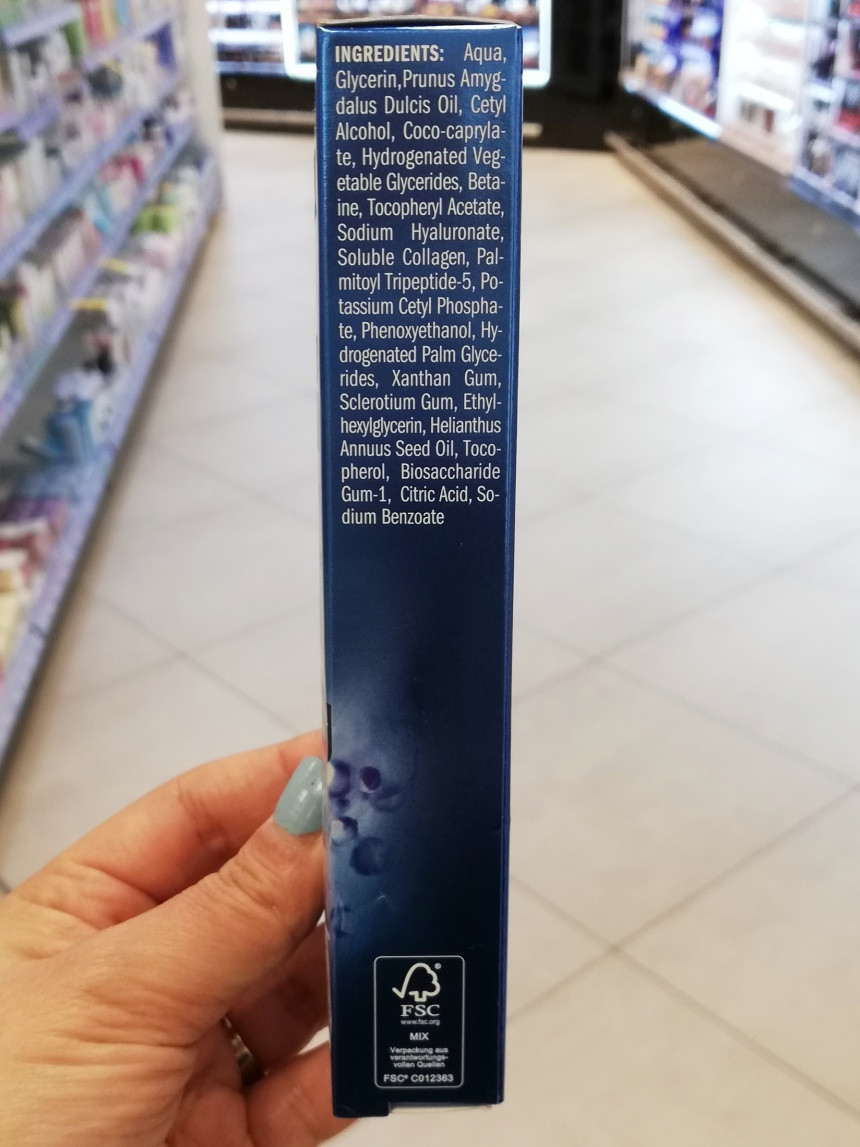 INGREDIENTS: Aqua,
Glycerin,Prunus Amyg-
dalus Dulcis Oil, Cetyl
Alcohol, Coco-capryla-
te, Hydrogenated Veg-
etable Glycerides, Beta-
ine, Tocopheryl Acetate,
Sodium Hyaluronate,
Soluble Collagen, Pal-
mitoyl Tripeptide-5, Po-
tassium Cetyl Phospha-
te, Phenoxyethanol, Hy-
drogenated Palm Glyce-
rides, Xanthan Gum,
Sclerotium Gum, Ethyl-
hexylglycerin, Helianthus
Annuus Seed Oil, Toco-
pherol, Biosaccharide
Gum-1, Citric Acid, So-
dium Benzoate
®
FSC
www.fsc.org
MIX
Verpackung aus
verantwortungs-
vollen Quellen
FSC® C012363